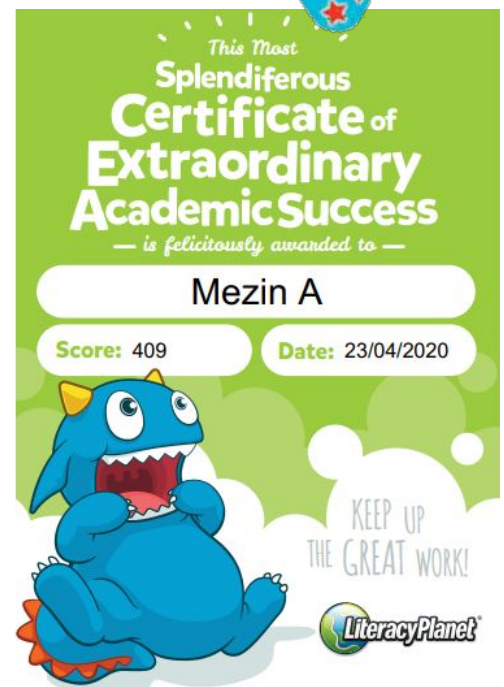 This Most
Splendiferous
Certificate of
Extraordinary
Academic Success
— is felicitously awarded to —
Mezin A
Score: 409
Date: 23/04/2020
KEEP UP
THE GREAT WORK!
LiteracyPlanet